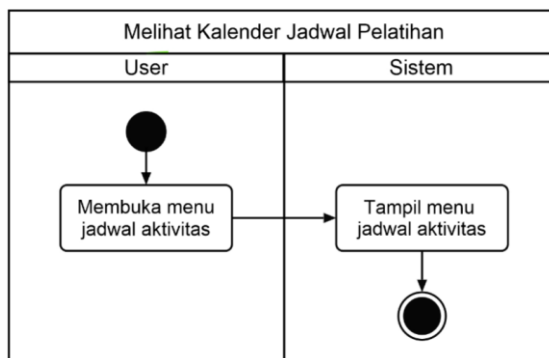 Melihat Kalender Jadwal Pelatihan
User
Sistem
Membuka menu
jadwal aktivitas
Tampil menu
jadwal aktivitas